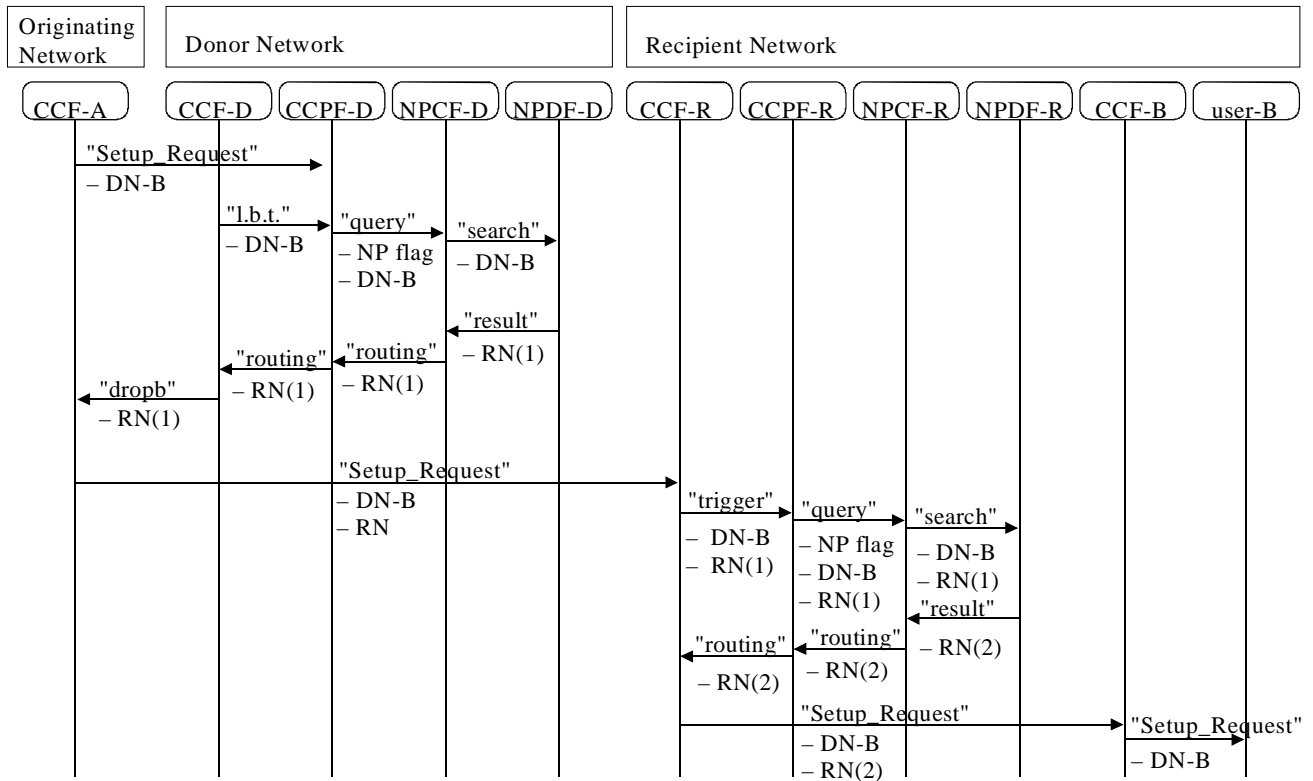 Originating
Network
Donor Network
Recipient Network
CCF-A
CCF-D
CCPF-D
NPCF-D
NPDF-D
CCF-R
CCPF-R
NPCF-R
NPDF-R
CCF-B
user-B
"Setup_Request"
– DN-B
"l.b.t."
– DN-B
"query"
– NP flag
– DN-B
"search"
– DN-B
"result"
– RN(1)
"routing"
– RN(1)
"routing"
– RN(1)
"dropb"
– RN(1)
"Setup_Request"
– DN-B
– RN
"trigger"
– DN-B
– RN(1)
"query"
– NP flag
– DN-B
– RN(1)
"search"
– DN-B
– RN(1)
"result"
– RN(2)
"routing"
– RN(2)
"routing"
– RN(2)
"Setup_Request"
– DN-B
– RN(2)
"Setup_Request"
– DN-B